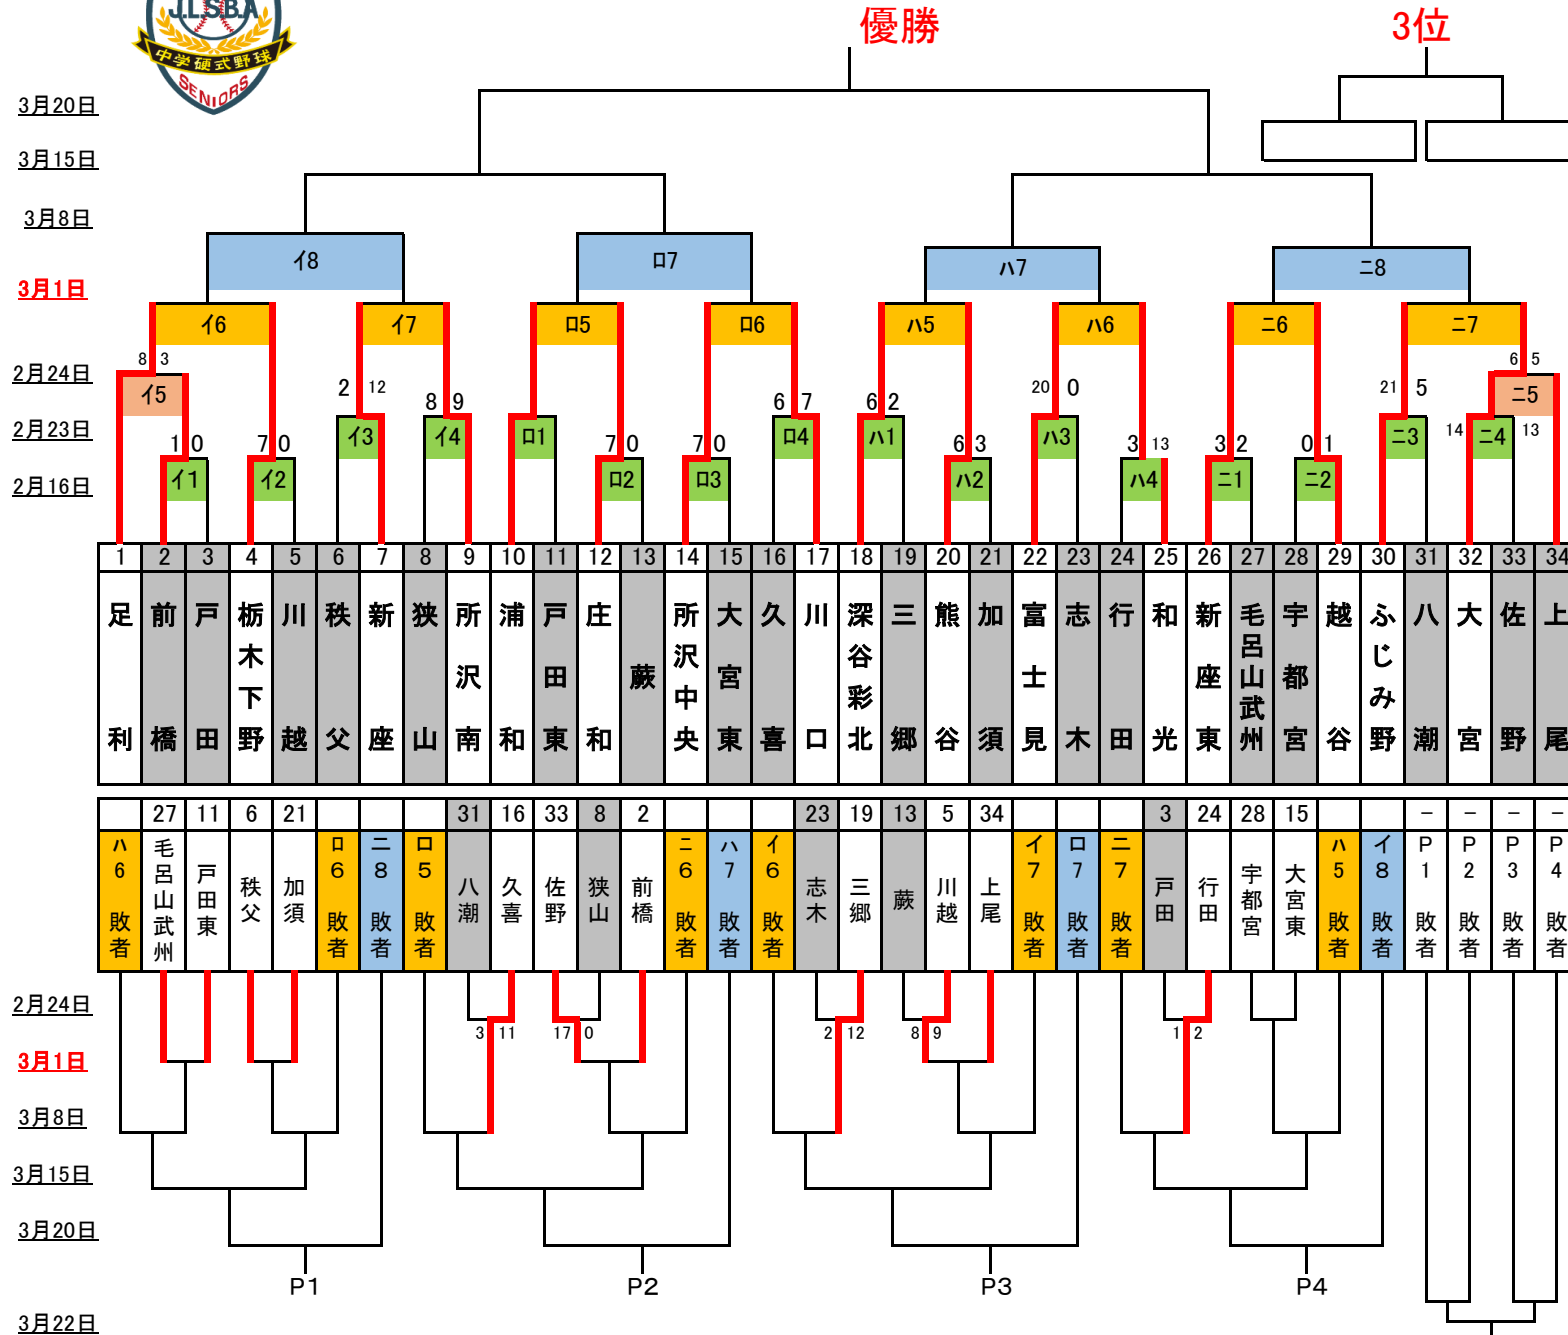 J.L.S.B.A
中学硬式野球
SENIORS
優勝
3位
3月20日
3月15日
3月8日
イ8
ロ7
ハ7
ニ8
3月1日
イ6
イ7
ロ5
ロ6
ハ5
ハ6
ニ6
ニ7
8 3
6 5
2月24日
イ5
ニ5
2 12
8 9
6 7
6 2
20 0
21 5
2月23日
イ3
イ4
ロ1
ロ4
ハ1
ハ3
ニ3
ニ4
14
13
1 0
7 0
7 0
7 0
6 3
3 13
3 2
0 1
2月16日
イ1
イ2
ロ2
ロ3
ハ2
ハ4
ニ1
ニ2
1 2 3 4 5 6 7 8 9 10 11 12 13 14 15 16 17 18 19 20 21 22 23 24 25 26 27 28 29 30 31 32 33 34
足利
前橋
戸田
栃木下野
川越
秩父
新座
狭山
所沢南
浦和
戸田東
庄和
蕨
所沢中央
大宮東
久喜
川口
深谷彩北
三郷
熊谷
加須
富士見
志木
行田
和光
新座東
毛呂山武州
宇都宮
越谷
ふじみ野
八潮
大宮
佐野
上尾
27 11 6 21 31 16 33 8 2 23 19 13 5 34 3 24 28 15 － － － －
ハ6 敗者
毛呂山武州
戸田東
秩父
加須
ロ6 敗者
ニ8 敗者
ロ5 敗者
八潮
久喜
佐野
狭山
前橋
ニ6 敗者
ハ7 敗者
イ6 敗者
志木
三郷
蕨
川越
上尾
イ7 敗者
ロ7 敗者
ニ7 敗者
戸田
行田
宇都宮
大宮東
ハ5 敗者
イ8 敗者
P1 敗者
P2 敗者
P3 敗者
P4 敗者
2月24日
3 11
17 0
2 12
8 9
1 2
3月1日
3月8日
3月15日
3月20日
P1
P2
P3
P4
3月22日